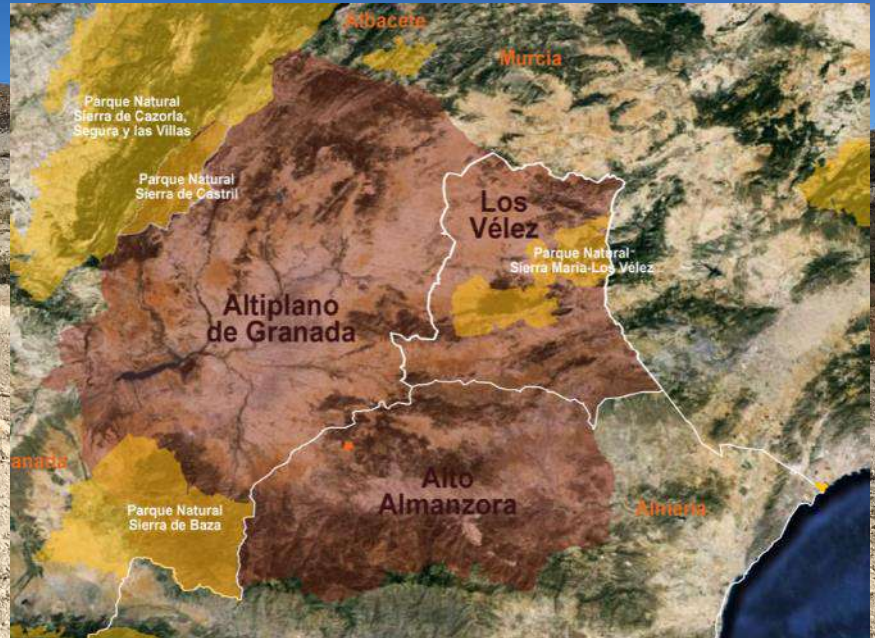 Albacete
Murcia
Parque Natural
Sierra de Cazorla,
Segura y las Villas
Parque Natural
Sierra de Castril
Los
Vélez
Parque Natural
Sierra María-Los Vélez
Altiplano
de Granada
anada
Alto
Almanzora
Almería
Parque Natural
Sierra de Baza